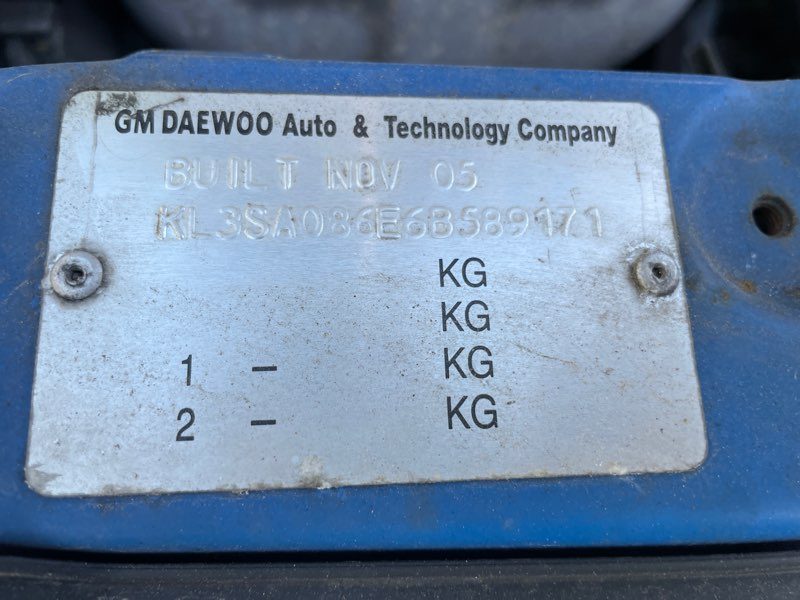 GM DAEWOO Auto & Technology Company
BUILT NOV 05
KL3SA086E6B589171
KG
KG
1 - KG
2 - KG